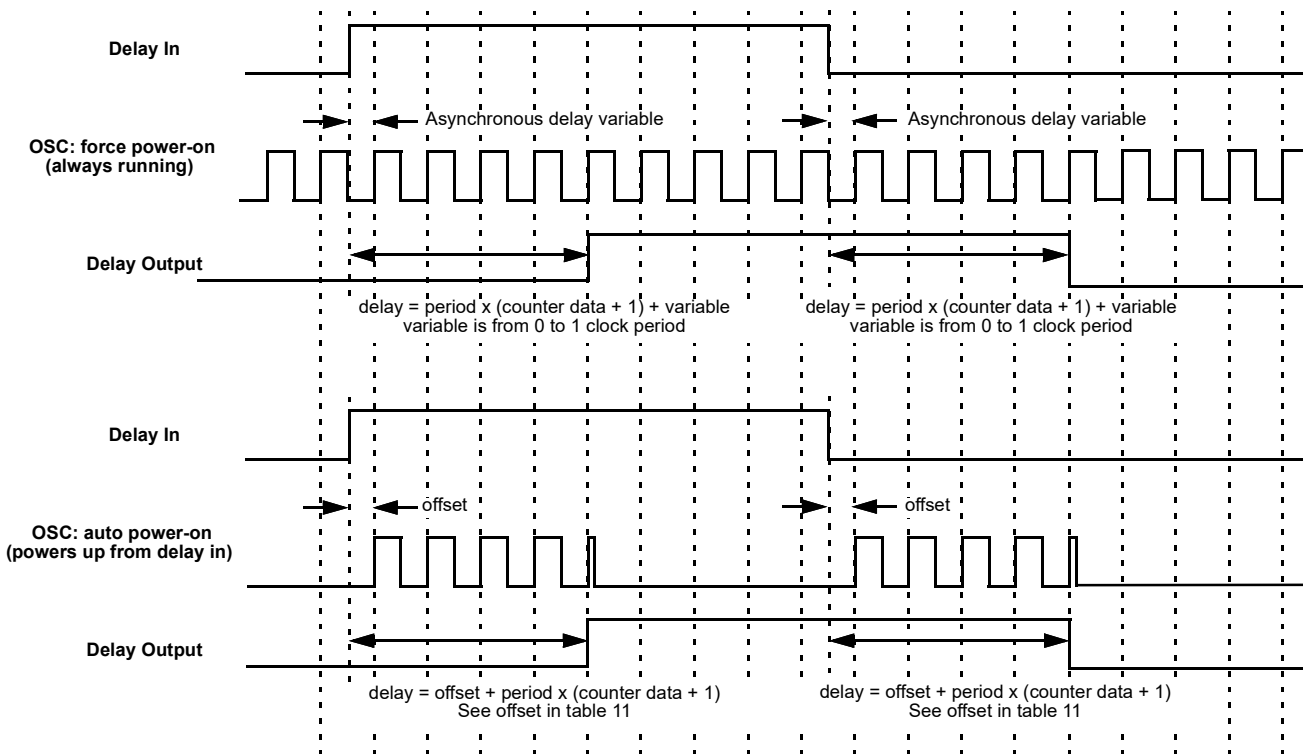 Delay In
Asynchronous delay variable
Asynchronous delay variable
OSC: force power-on
(always running)
Delay Output
delay = period x (counter data + 1) + variable
variable is from 0 to 1 clock period
delay = period x (counter data + 1) + variable
variable is from 0 to 1 clock period
Delay In
offset
offset
OSC: auto power-on
(powers up from delay in)
Delay Output
delay = offset + period x (counter data + 1)
See offset in table 11
delay = offset + period x (counter data + 1)
See offset in table 11